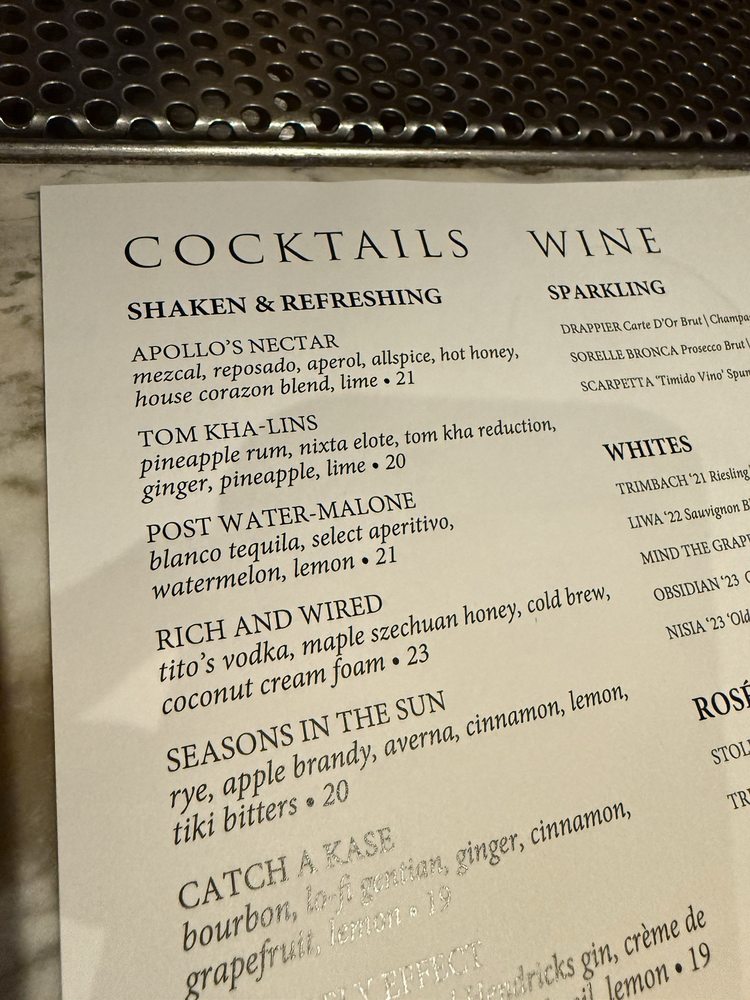 COCKTAILS
SHAKEN & REFRESHING
APOLLO'S NECTAR
mezcal, reposado, aperol, allspice, hot honey,
house corazon blend, lime • 21
TOM KHA-LINS
pineapple rum, nixta elote, tom kha reduction,
ginger, pineapple, lime • 20
POST WATER-MALONE
blanco tequila, select aperitivo,
watermelon, lemon • 21
RICH AND WIRED
tito's vodka, maple szechuan honey, cold brew,
coconut cream foam • 23
SEASONS IN THE SUN
rye, apple brandy, averna, cinnamon, lemon,
tiki bitters • 20
CATCH A KASE
bourbon, lo-fi gentian, ginger, cinnamon,
grapefruit, lemon • 19
EFFECT
Hendricks gin, crème de
lemon • 19
WINE
SPARKLING
DRAPPIER Carte D'Or Brut \
SORELLE BRONCA Prosecco Brut \
SCARPETTA 'Timido Vino'
WHITES
TRIMBACH '21 Riesling
LIWA '22 Sauvignon
MIND THE
OBSIDIAN '23
NISIA '23 'Old
ROSÉ